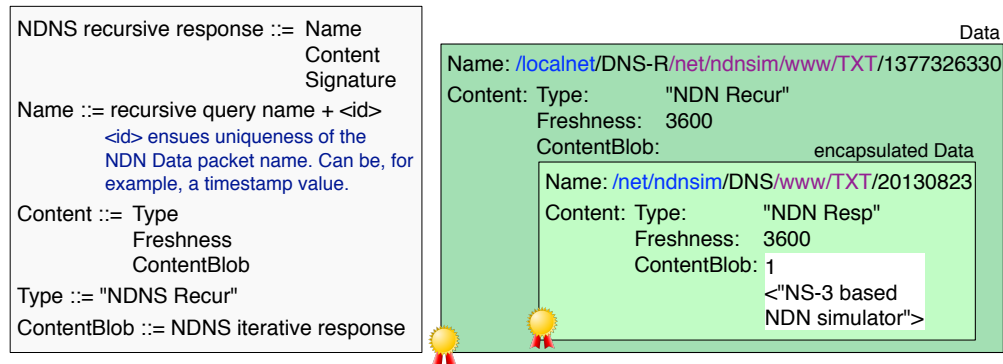 NDNS recursive response ::= Name
Content
Signature
Name ::= recursive query name + <id>
<id> ensues uniqueness of the
NDN Data packet name. Can be, for
example, a timestamp value.
Content ::= Type
Freshness
ContentBlob
Type ::= "NDNS Recur"
ContentBlob ::= NDNS iterative response
Data
Name: /localnet/DNS-R/net/ndnsim/www/TXT/1377326330
Content: Type: "NDN Recur"
Freshness: 3600
ContentBlob:
encapsulated Data
Name: /net/ndnsim/DNS/www/TXT/20130823
Content: Type: "NDN Resp"
Freshness: 3600
ContentBlob: 1
<"NS-3 based
NDN simulator">